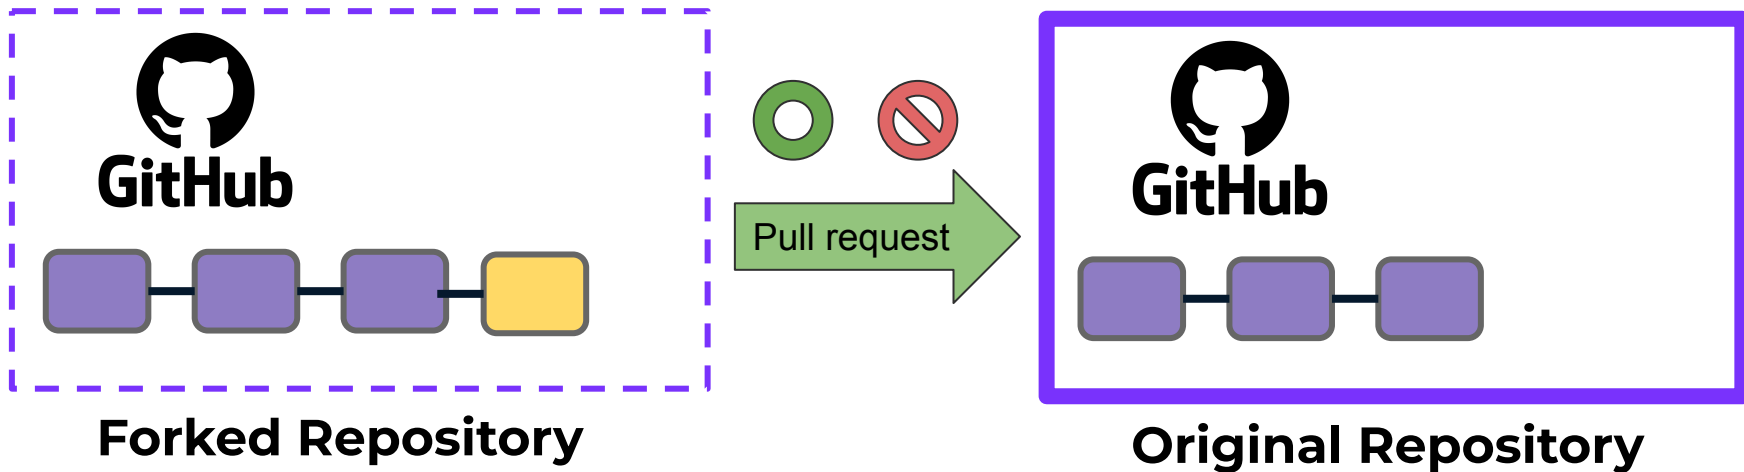 GitHub
Pull request
GitHub
Forked Repository
Original Repository